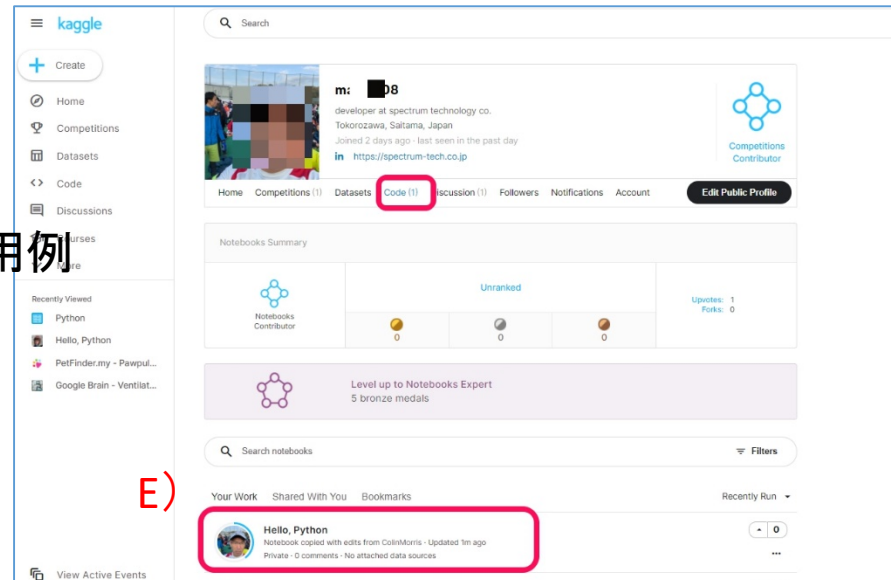 kaggle
Search
Create
Home
Competitions
Datasets
Code
Discussions
用例
Recently Viewed
Python
Hello, Python
PetFinder.my - Pawpul...
Google Brain - Ventilat...
View Active Events
08
developer at spectrum technology co.
Tokorozawa, Saitama, Japan
Joined 2 days ago · last seen in the past day
in https://spectrum-tech.co.jp
Competitions
Contributor
Home Competitions (1) Datasets Code (1) Discussion (1) Followers Notifications Account Edit Public Profile
Notebooks Summary
Notebooks
Contributor
Unranked
0 0 0
Upvotes: 1
Forks: 0
Level up to Notebooks Expert
5 bronze medals
Search notebooks Filters
E)
Your Work Shared With You Bookmarks Recently Run
Hello, Python
Notebook copied with edits from ColinMorris · Updated 1m ago
Private · 0 comments · No attached data sources
0